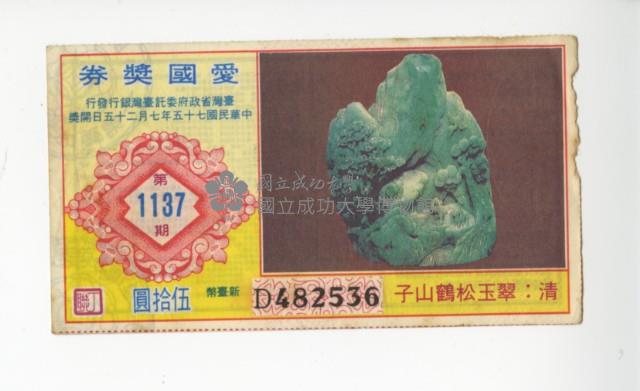 愛國獎券
臺灣省政府委託臺灣銀行發行
中華民國七十五年七月二十五日開獎
第
1137
期
新臺幣 伍拾圓
D482536
清：翠玉松鶴山子
國立成功大學博物館